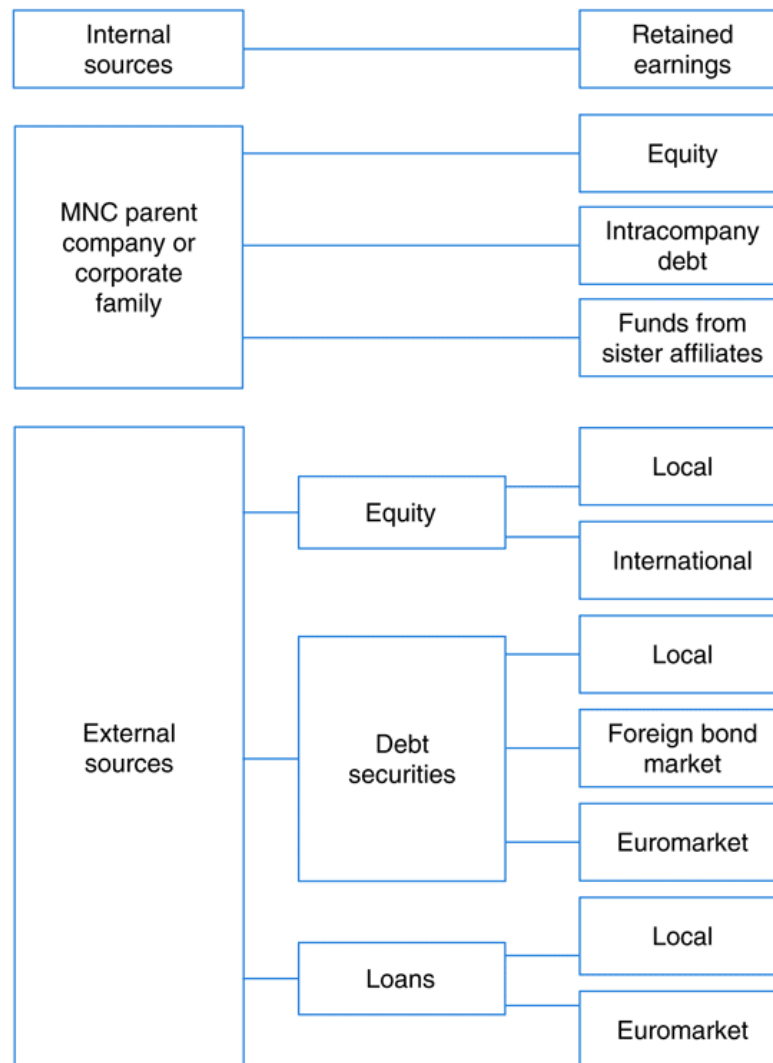 Internal
sources
Retained
earnings
MNC parent
company or
corporate
family
Equity
Intracompany
debt
Funds from
sister affiliates
External
sources
Equity
Local
International
Debt
securities
Local
Foreign bond
market
Euromarket
Loans
Local
Euromarket